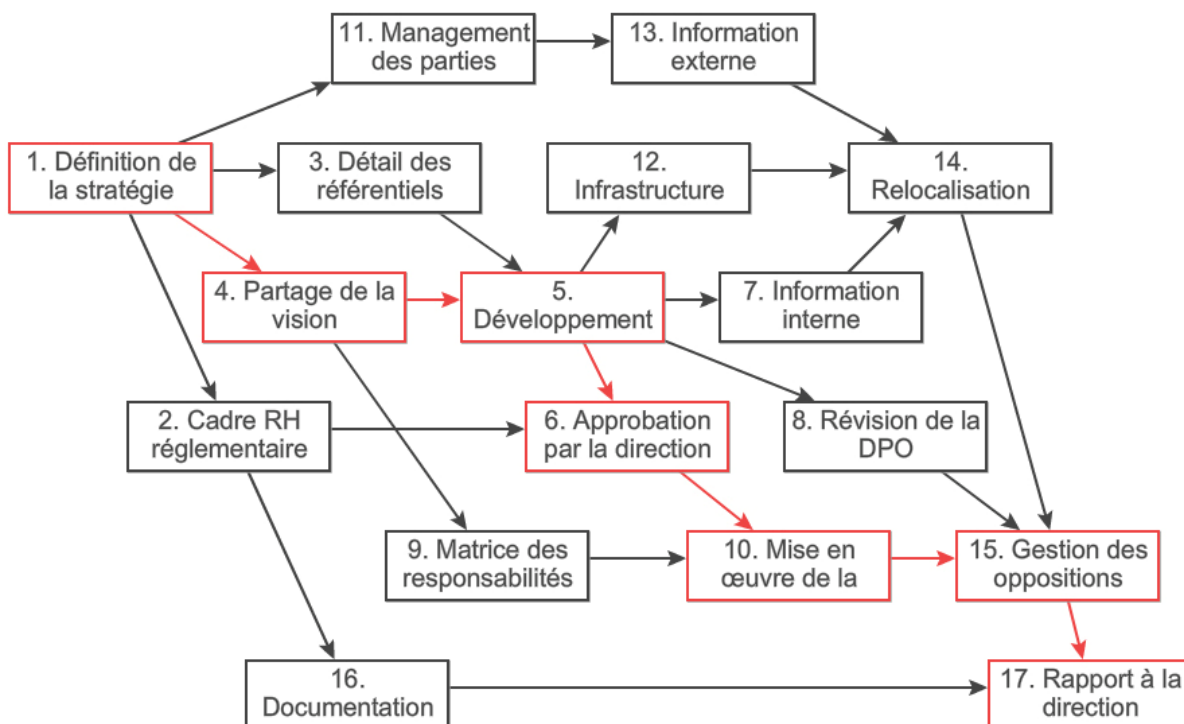 11. Management
des parties
13. Information
externe
1. Définition de
la stratégie
3. Détail des
référentiels
12.
Infrastructure
14.
Relocalisation
4. Partage de la
vision
5.
Développement
7. Information
interne
2. Cadre RH
réglementaire
6. Approbation
par la direction
8. Révision de la
DPO
9. Matrice des
responsabilités
10. Mise en
œuvre de la
15. Gestion des
oppositions
16.
Documentation
17. Rapport à la
direction